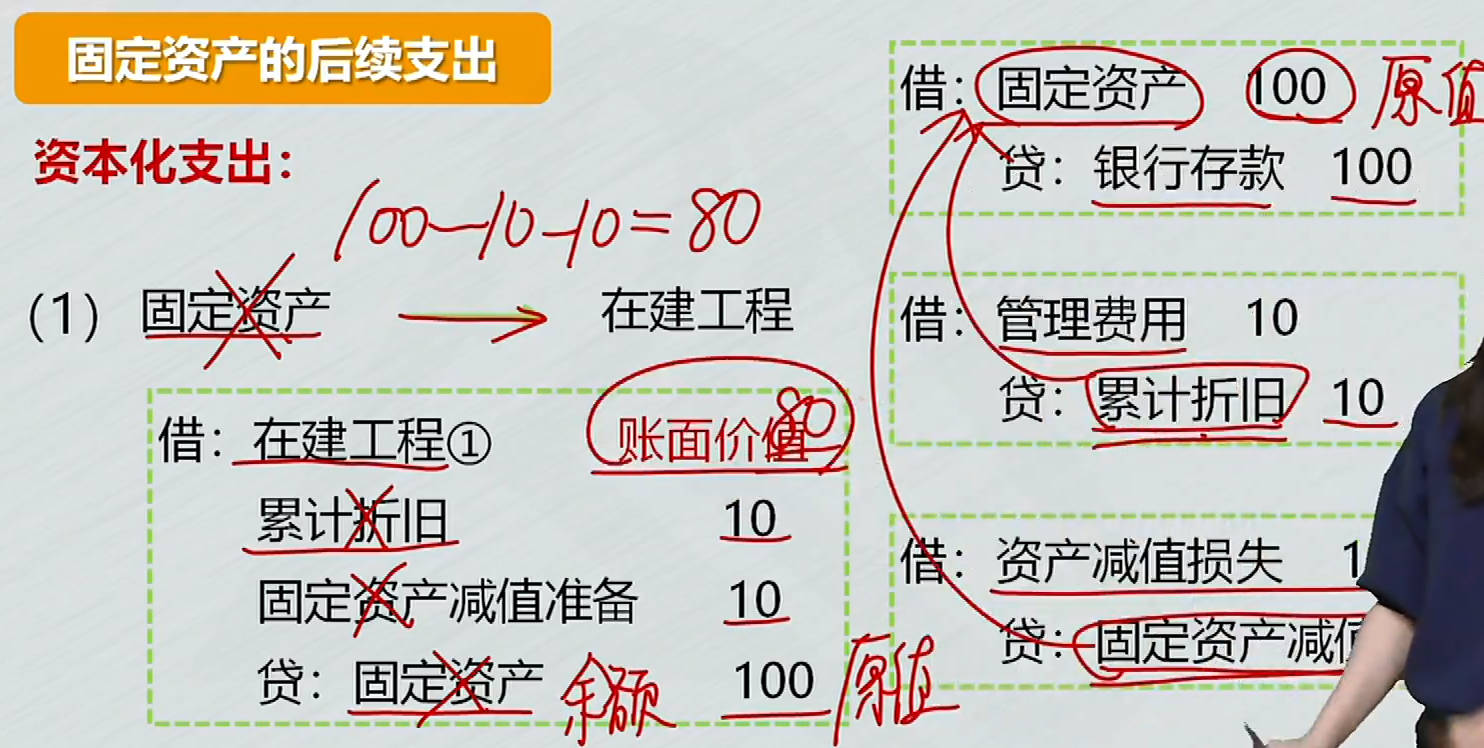 固定资产的后续支出
资本化支出：
100-10-10=80
（1）固定资产 在建工程
借：在建工程① 账面价值 80
累计折旧 10
固定资产减值准备 10
贷：固定资产 余额 100 原值
借：固定资产 100 原值
贷：银行存款 100
借：管理费用 10
贷：累计折旧 10
借：资产减值损失 1
贷：固定资产减值